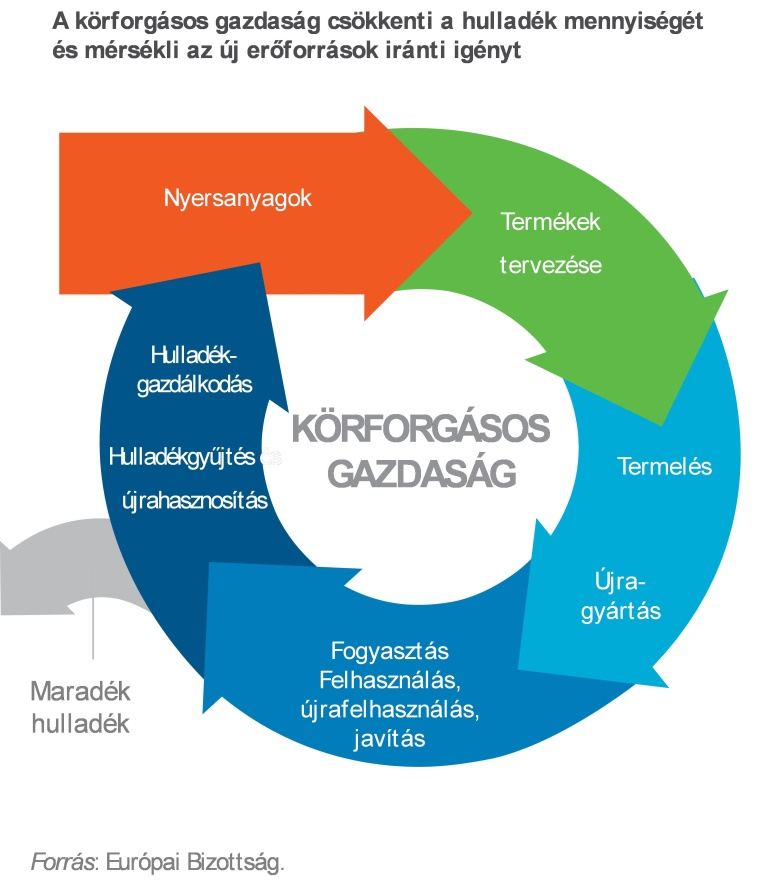 A körforgásos gazdaság csökkenti a hulladék mennyiségét
és mérsékli az új erőforrások iránti igényt
Nyersanyagok
Termékek
tervezése
Termelés
Újra-
gyártás
Fogyasztás
Felhasználás,
újrafelhasználás,
javítás
Hulladék-
gazdálkodás
Hulladékgyűjtés és
újrahasznosítás
KÖRFORGÁSOS
GAZDASÁG
Maradék
hulladék
Forrás: Európai Bizottság.